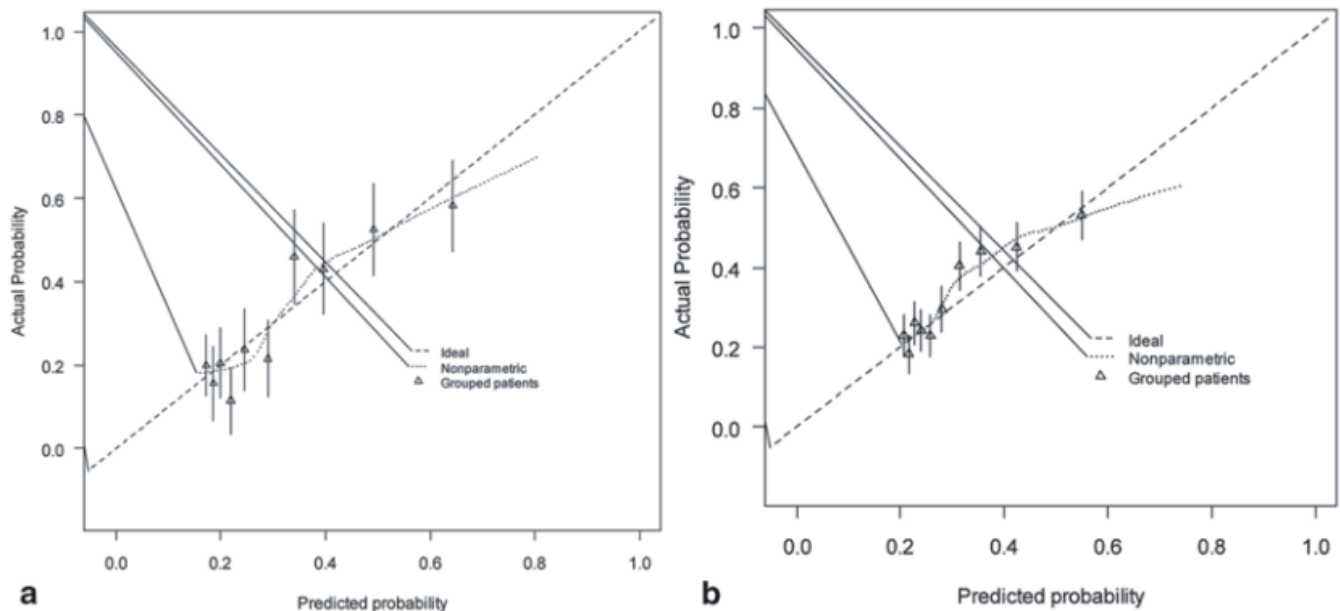 1.0
0.8
0.6
0.4
0.2
0.0
Actual Probability
Ideal
Nonparametric
Grouped patients
0.0 0.2 0.4 0.6 0.8 1.0
Predicted probability
a
1.0
0.8
0.6
0.4
0.2
0.0
Actual Probability
Ideal
Nonparametric
Grouped patients
0.0 0.2 0.4 0.6 0.8 1.0
Predicted probability
b